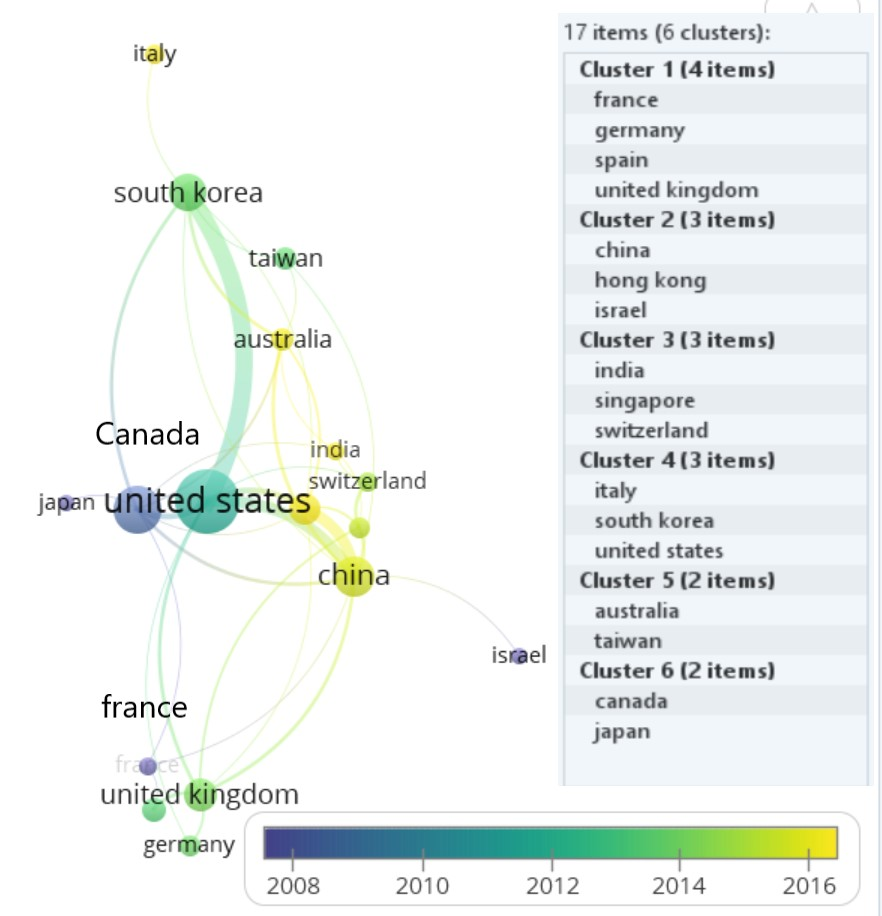 italy
south korea
taiwan
australia
Canada
india
switzerland
japan
united states
china
israel
france
france
united kingdom
germany
2008 2010 2012 2014 2016
17 items (6 clusters):
Cluster 1 (4 items)
france
germany
spain
united kingdom
Cluster 2 (3 items)
china
hong kong
israel
Cluster 3 (3 items)
india
singapore
switzerland
Cluster 4 (3 items)
italy
south korea
united states
Cluster 5 (2 items)
australia
taiwan
Cluster 6 (2 items)
canada
japan